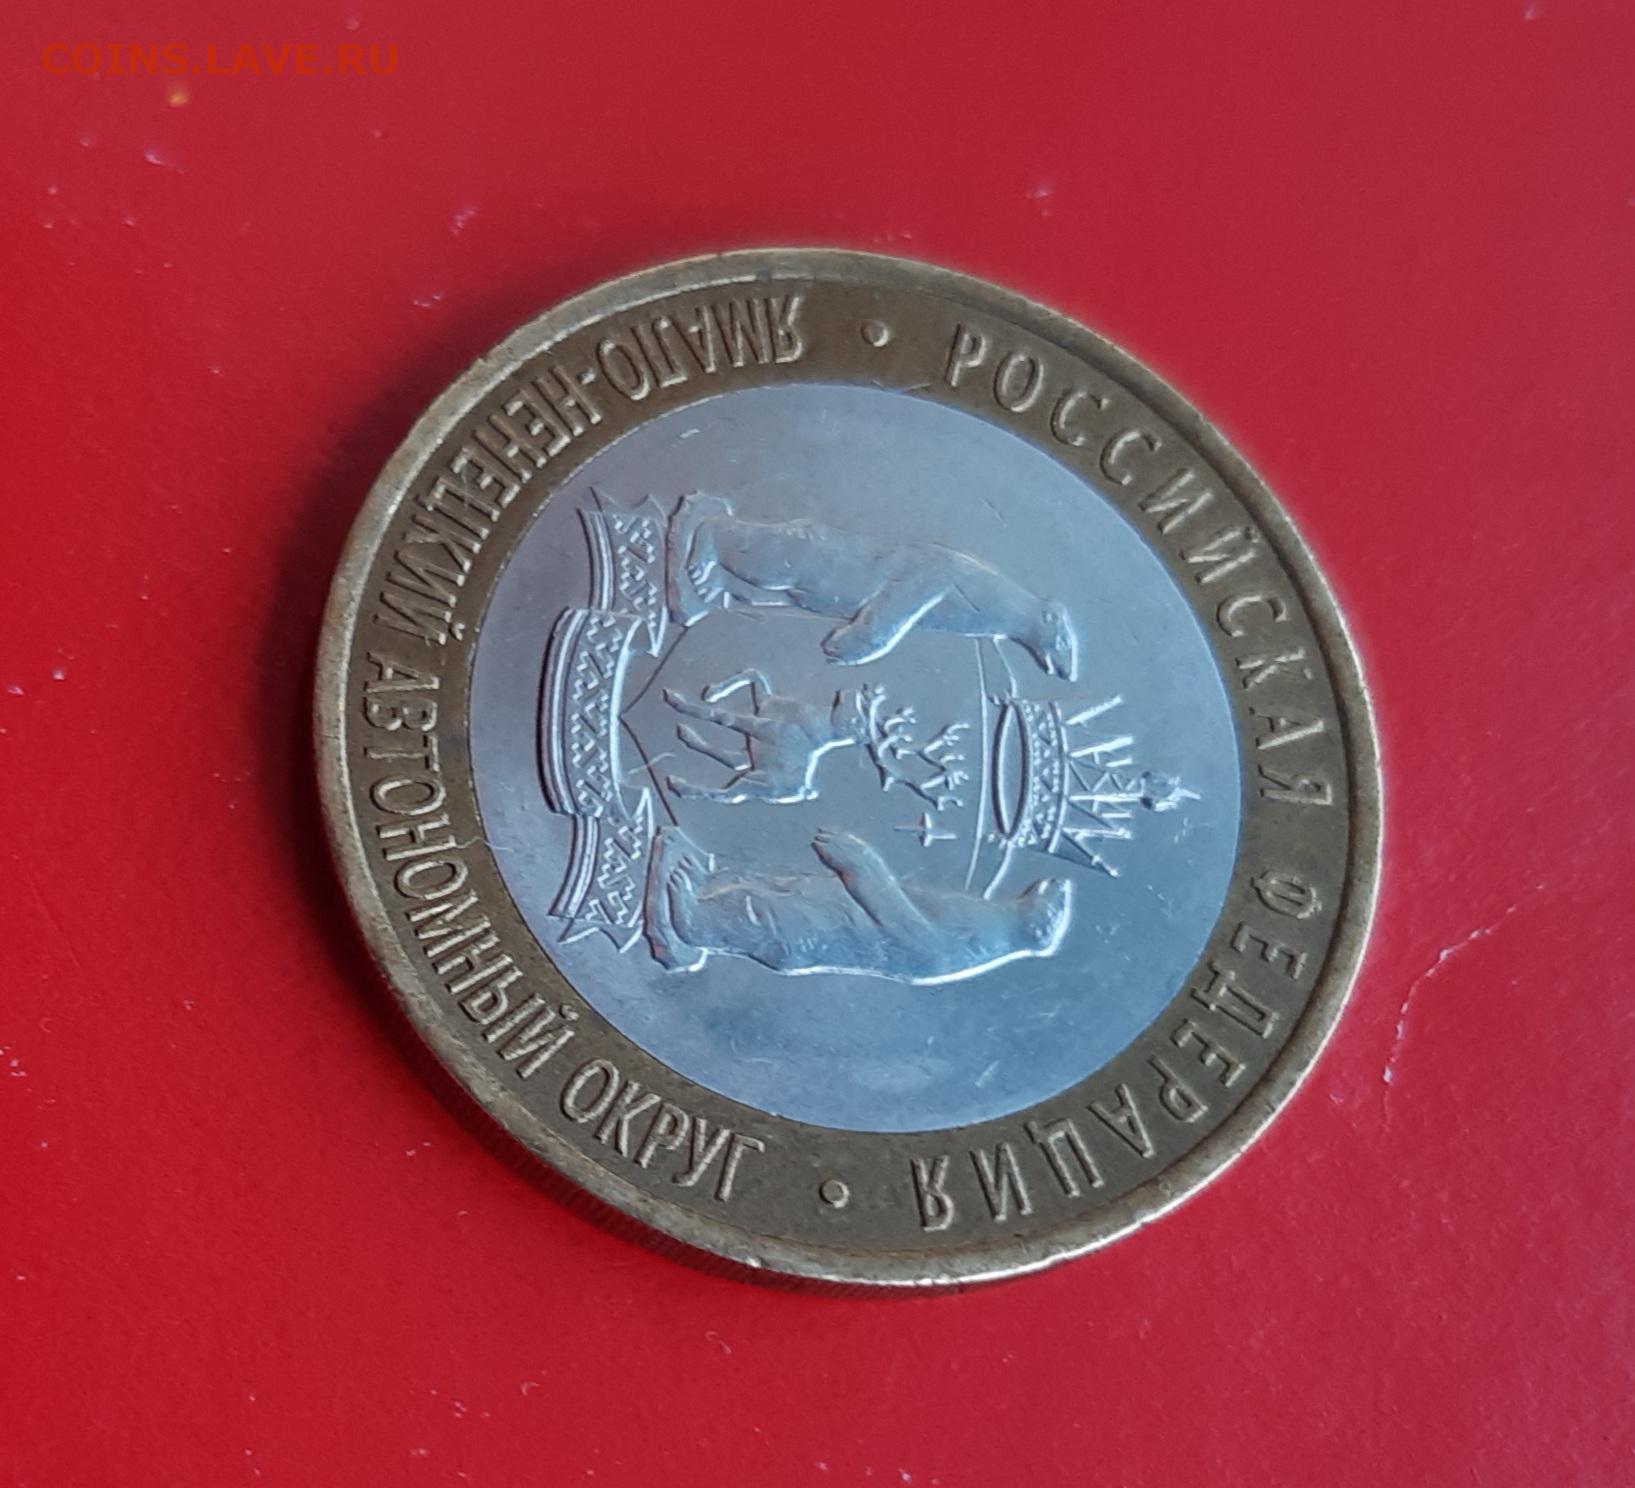 COINS.LAVE.RU
РОССИЙСКАЯ ФЕДЕРАЦИЯ
ЯМАЛО-НЕНЕЦКИЙ АВТОНОМНЫЙ ОКРУГ